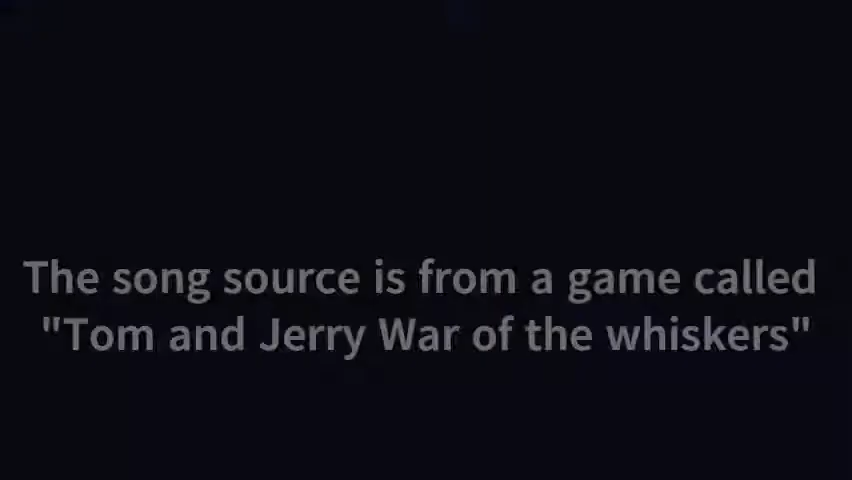 The song source is from a game called
"Tom and Jerry War of the whiskers"